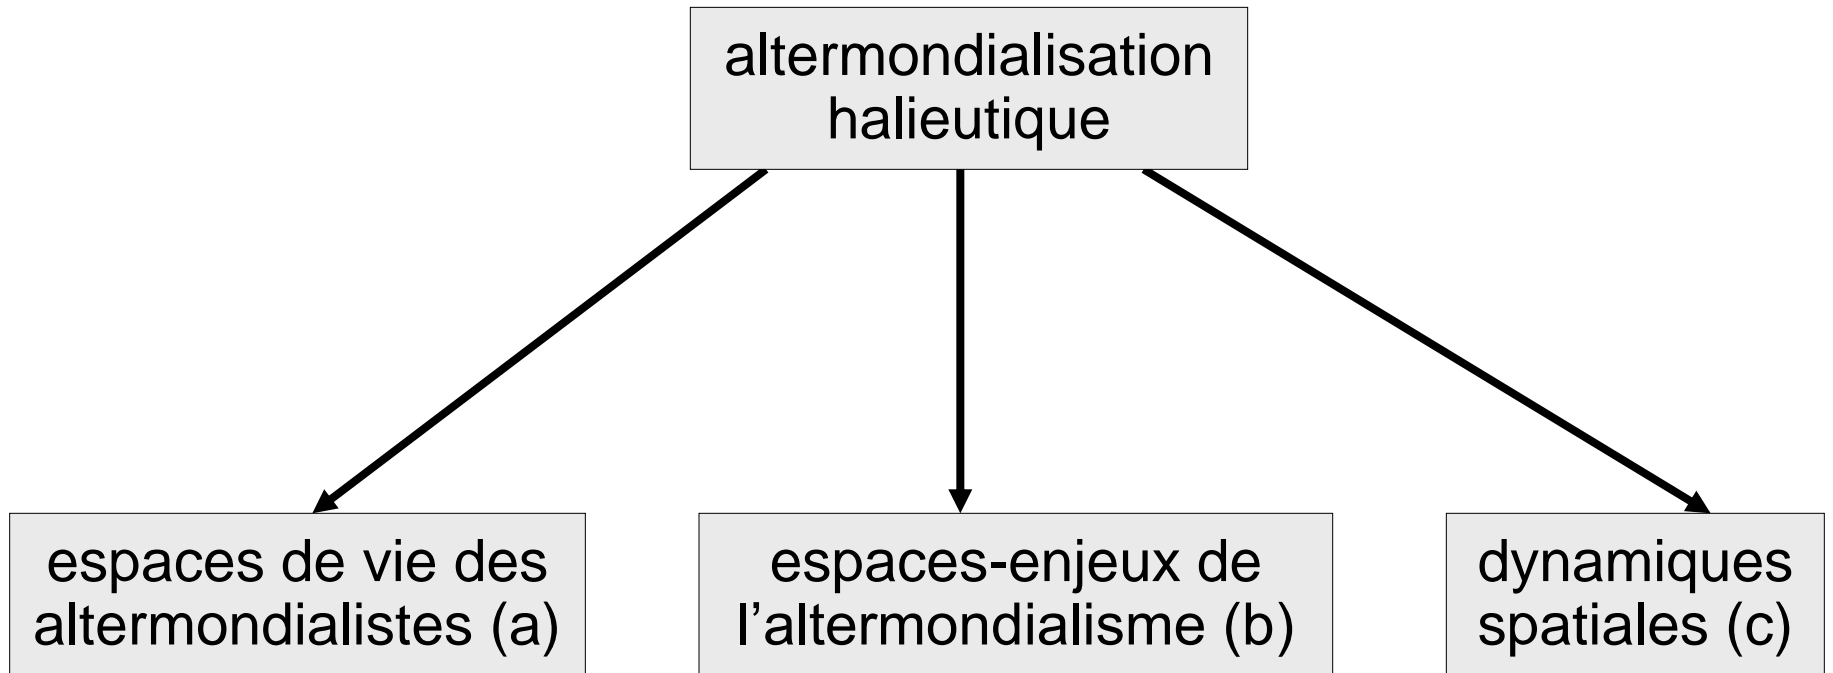 altermondialisation
halieutique
espaces de vie des
altermondialistes (a)
espaces-enjeux de
l’altermondialisme (b)
dynamiques
spatiales (c)